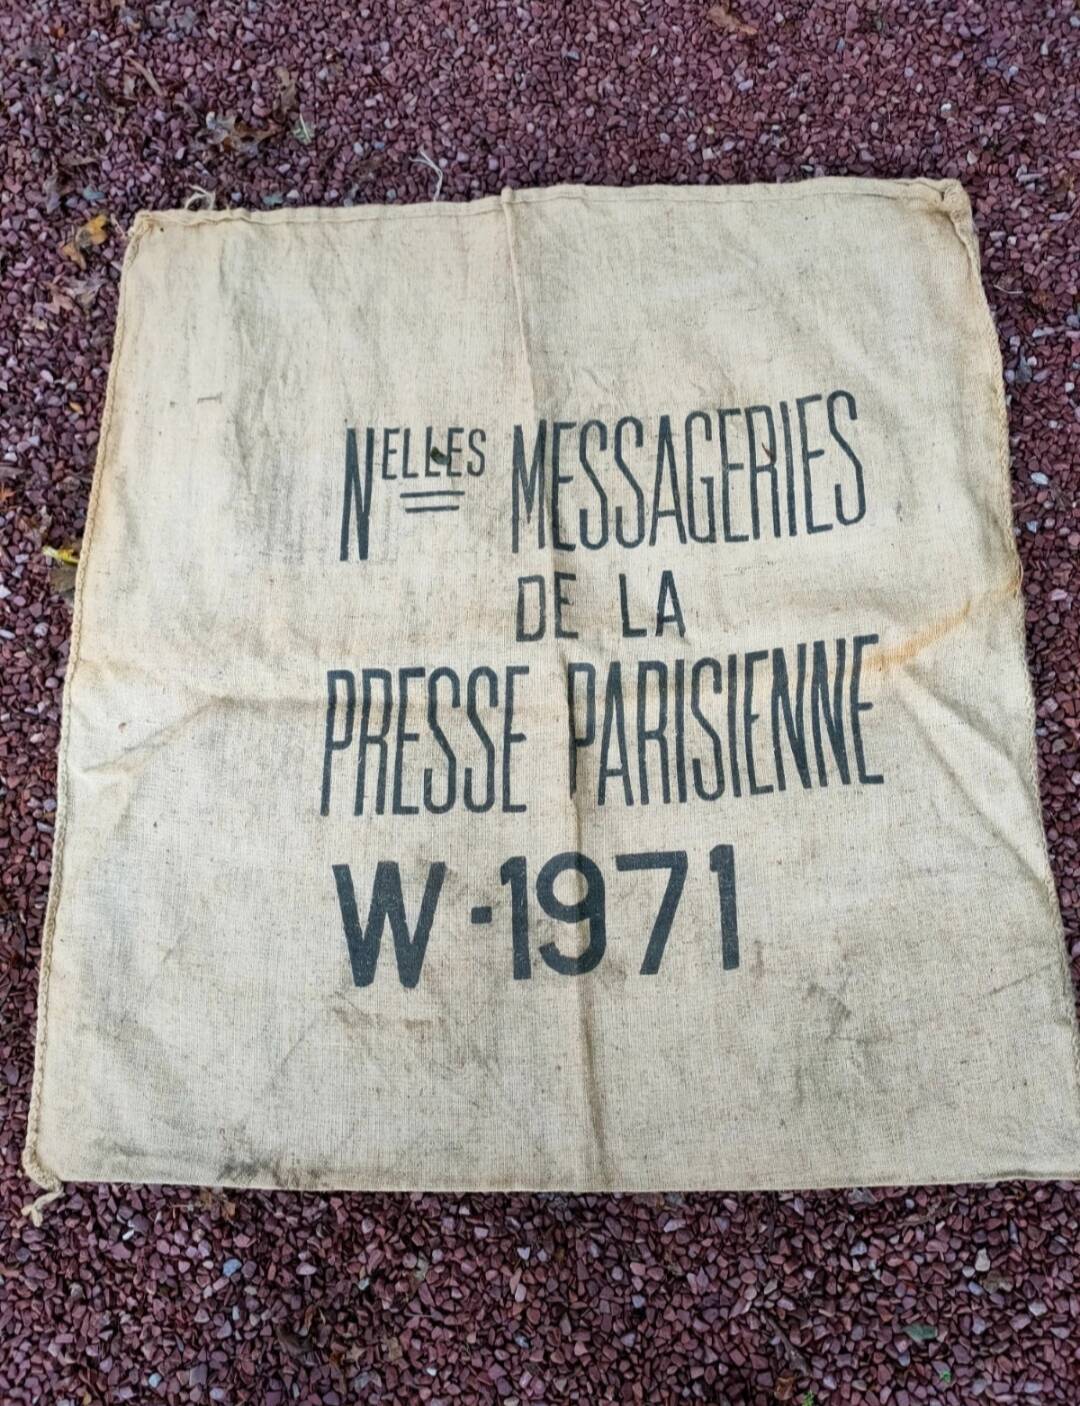 NELLES MESSAGERIES
DE LA
PRESSE PARISIENNE
W-1971